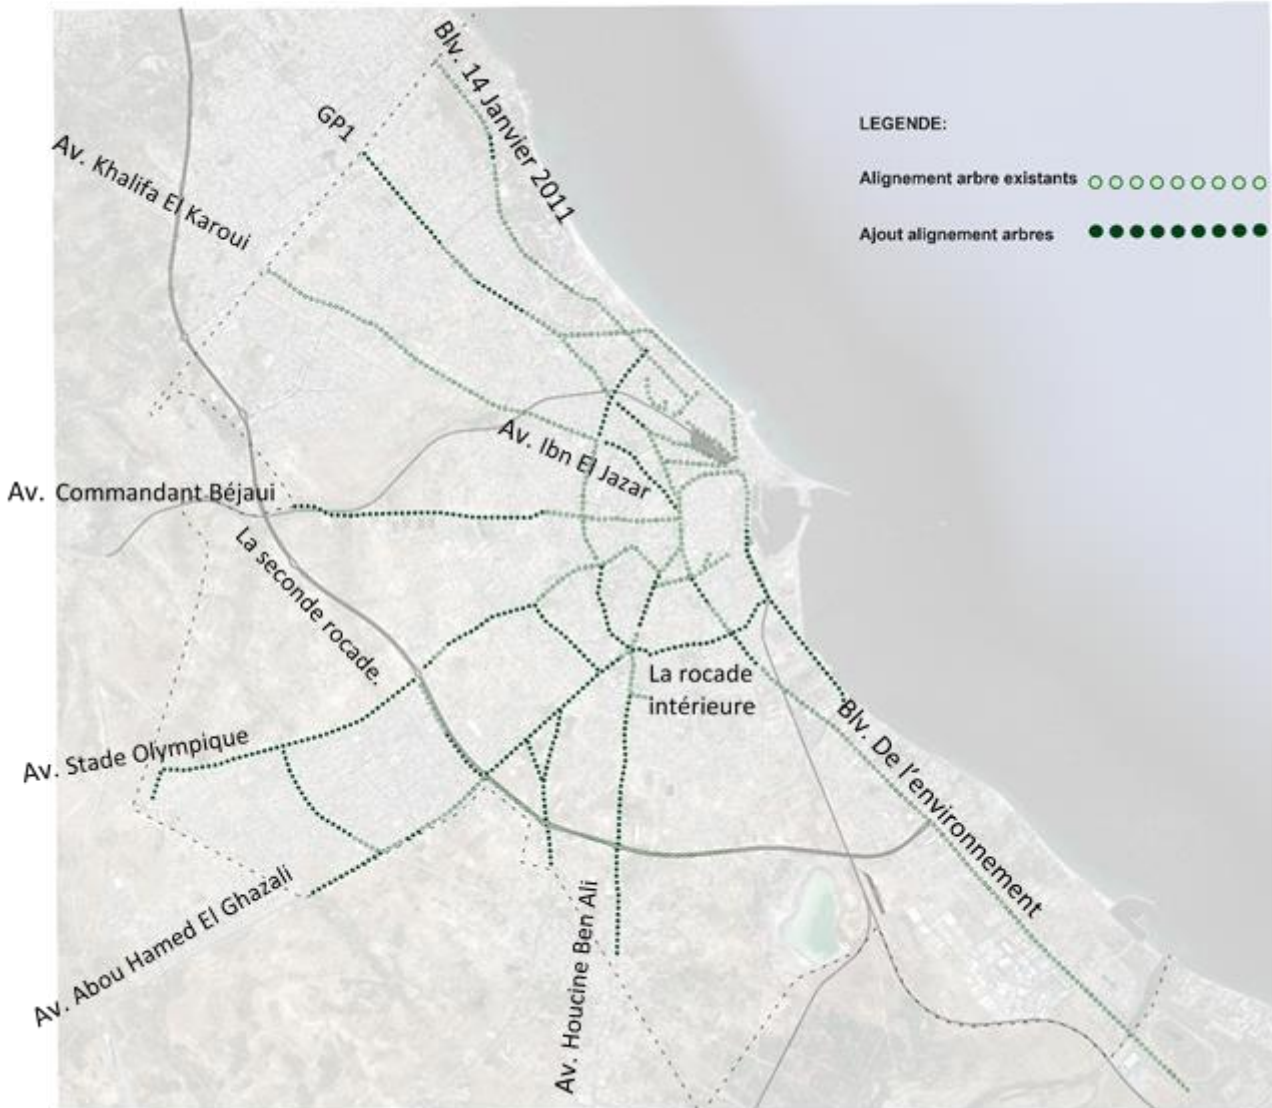 Blv. 14 Janvier 2011
GP1
Av. Khalifa El Karoui
LEGENDE:
Alignement arbre existants
Ajout alignement arbres
Av. Ibn El Jazar
Av. Commandant Béjaui
La seconde rocade.
La rocade
intérieure
Blv. De l'environnement
Av. Stade Olympique
Av. Abou Hamed El Ghazali
Av. Houcine Ben Ali